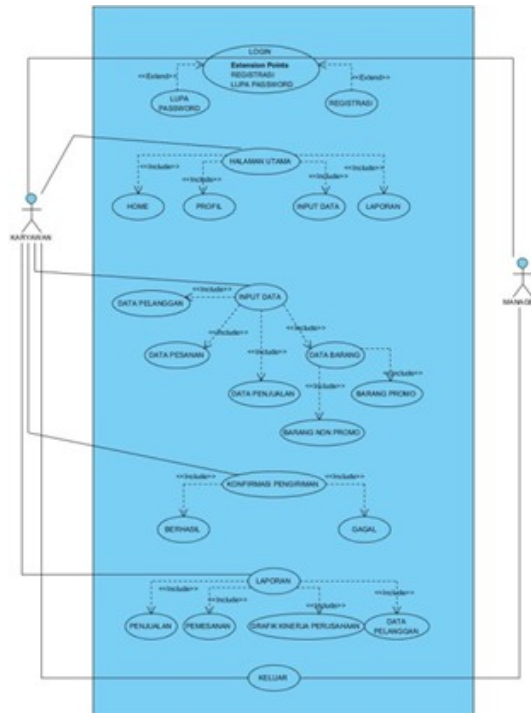 LOGIN
Extension Points
REGISTRASI
LUPA PASSWORD
<<Extend>>
<<Extend>>
LUPA
PASSWORD
REGISTRASI
HALAMAN UTAMA
<<Include>>
<<Include>>
<<Include>>
<<Include>>
HOME
PROFIL
INPUT DATA
LAPORAN
KARYAWAN
MANAGE
INPUT DATA
<<Include>>
DATA PELANGGAN
<<Include>>
<<Include>>
<<Include>>
DATA PESANAN
DATA BARANG
<<Include>>
<<Include>>
DATA PENJUALAN
BARANG PROMO
BARANG NON PROMO
KONFIRMASI PENGIRIMAN
<<Include>>
<<Include>>
BERHASIL
GAGAL
LAPORAN
<<Include>>
<<Include>>
<<Include>>
<<Include>>
PENJUALAN
PEMESANAN
GRAFIK KINERJA PERUSAHAAN
DATA
PELANGGAN
KELUAR